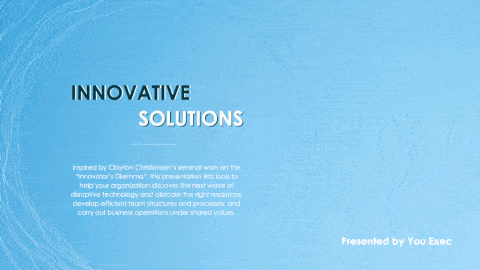 INNOVATIVE
SOLUTIONS
Inspired by Clayton Christensen's seminal work on the
"Innovator's Dilemma", this presentation lists tools to
help your organization discover the next wave of
disruptive technology and allocate the right resources,
develop efficient team structures and processes, and
carry out business operations under shared values.
Presented by You Exec